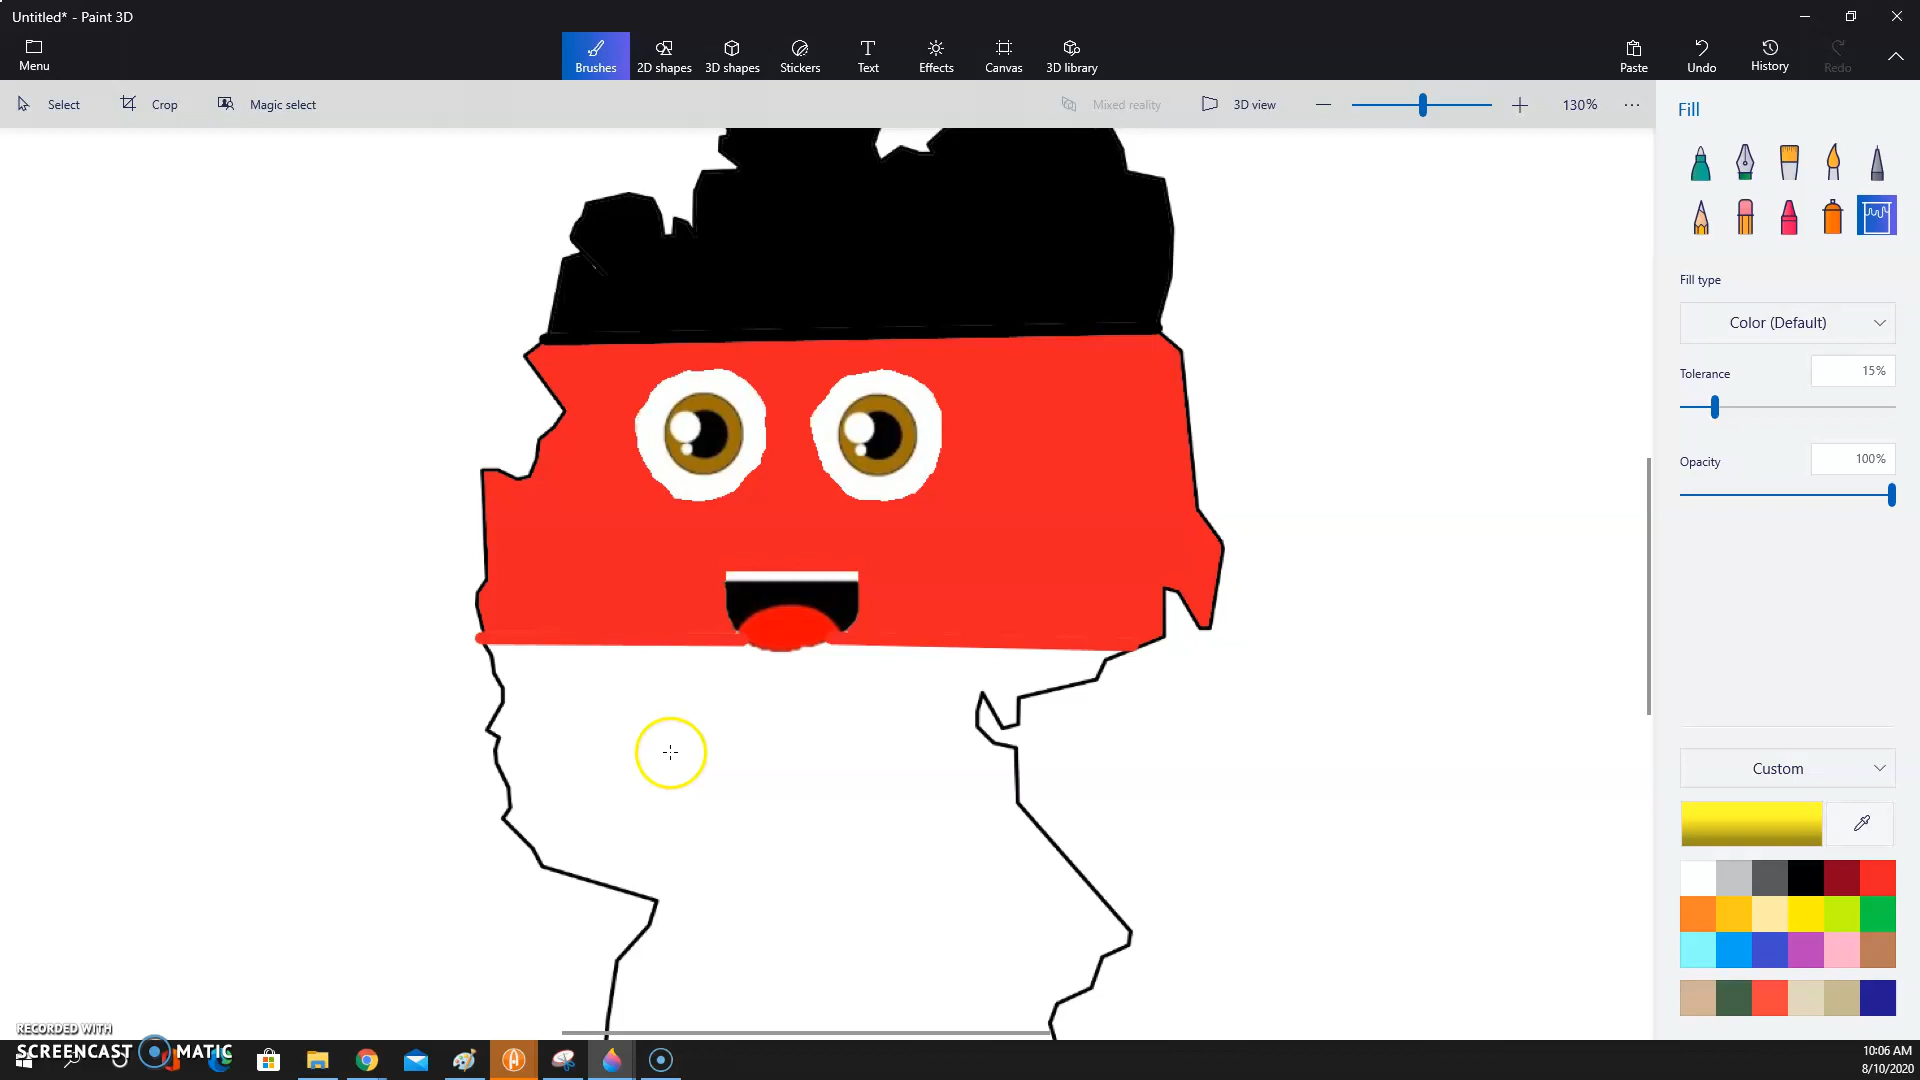 Untitled* - Paint 3D
Menu
Brushes
2D shapes
3D shapes
Stickers
Text
Effects
Canvas
3D library
Paste
Undo
History
Redo
Select
Crop
Magic select
Mixed reality
3D view
130%
Fill
Fill type
Color (Default)
Tolerance
15%
Opacity
100%
Custom
RECORDED WITH
SCREENCAST MATIC
10:06 AM
8/10/2020